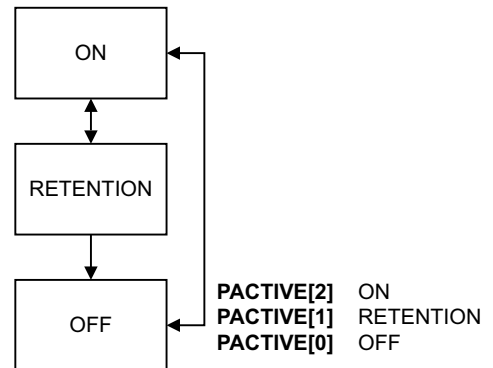 ON
RETENTION
OFF
PACTIVE[2] ON
PACTIVE[1] RETENTION
PACTIVE[0] OFF